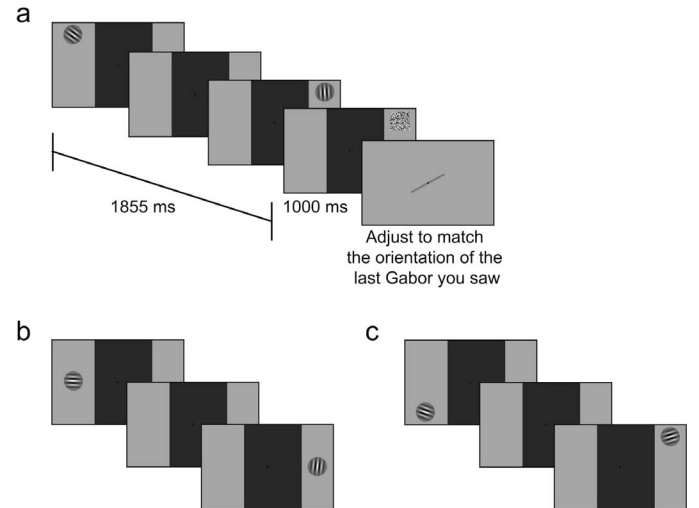 a
1855 ms
1000 ms
Adjust to match
the orientation of the
last Gabor you saw
b
c